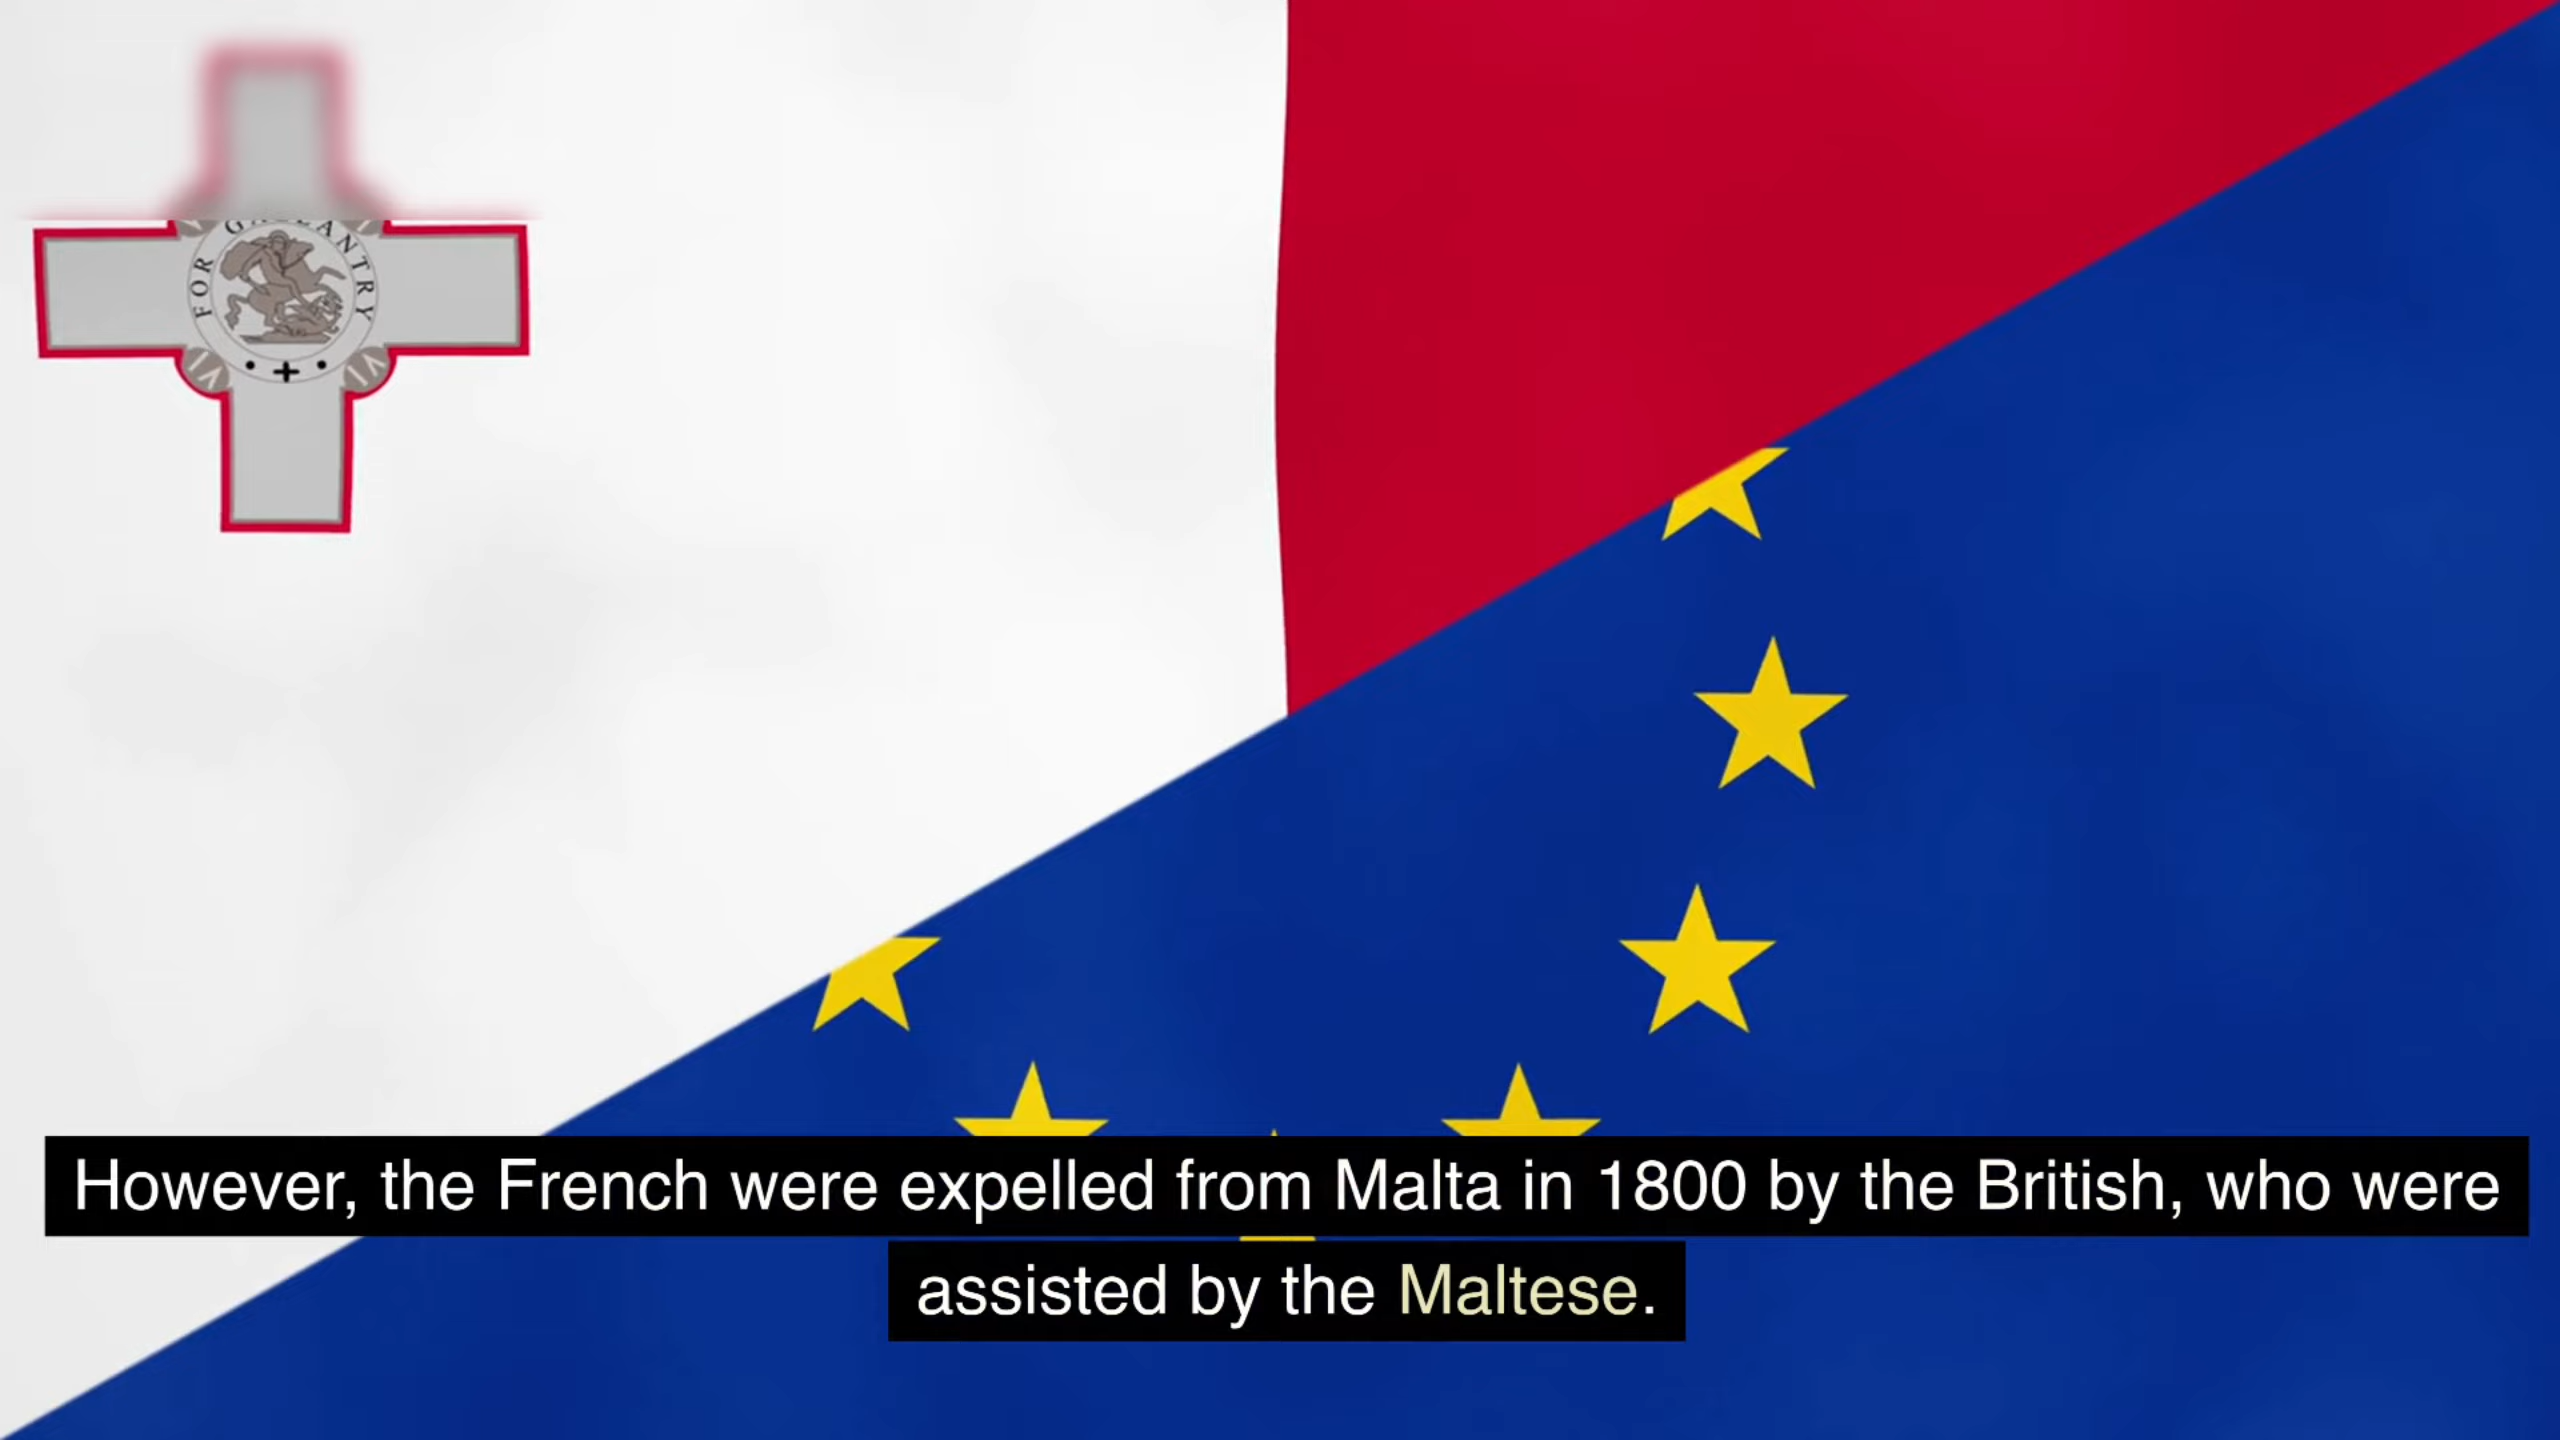 FOR GALLANTRY
However, the French were expelled from Malta in 1800 by the British, who were
assisted by the Maltese.